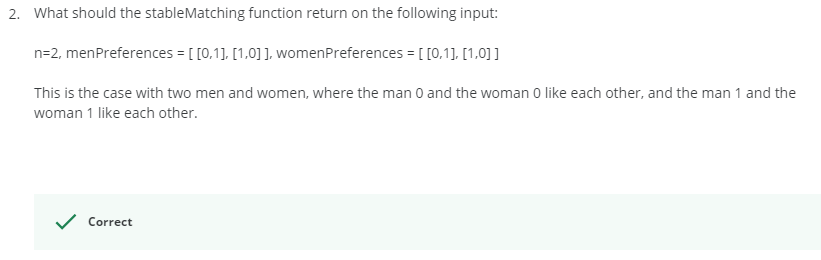 2. What should the stableMatching function return on the following input:
n=2, menPreferences = [ [0,1], [1,0] ], womenPreferences = [ [0,1], [1,0] ]
This is the case with two men and women, where the man 0 and the woman 0 like each other, and the man 1 and the
woman 1 like each other.
Correct